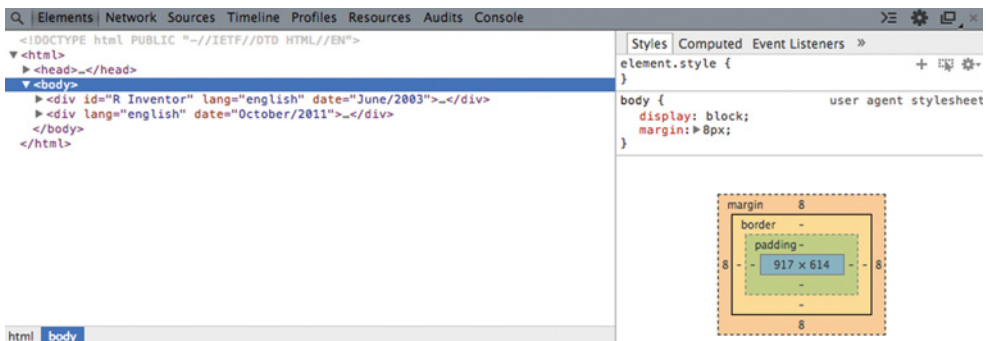 Elements Network Sources Timeline Profiles Resources Audits Console
<!DOCTYPE html PUBLIC "-//IETF//DTD HTML//EN">
▼<html>
▶<head>…</head>
▼<body>
▶<div id="R Inventor" lang="english" date="June/2003">…</div>
▶<div lang="english" date="October/2011">…</div>
</body>
</html>
html body
Styles Computed Event Listeners »
element.style {
}
body { user agent stylesheet
display: block;
margin:▶8px;
}
margin 8
border -
padding -
8 - - 917 × 614 - - 8
-
-
8